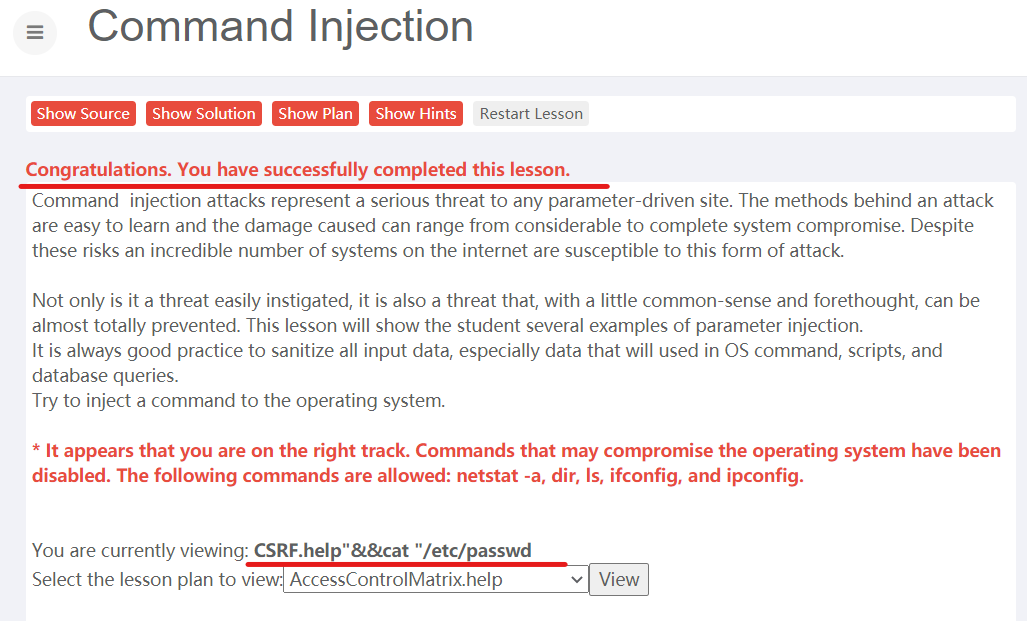 Command Injection
Show Source Show Solution Show Plan Show Hints Restart Lesson
Congratulations. You have successfully completed this lesson.
Command  injection attacks represent a serious threat to any parameter-driven site. The methods behind an attack
are easy to learn and the damage caused can range from considerable to complete system compromise. Despite
these risks an incredible number of systems on the internet are susceptible to this form of attack.
Not only is it a threat easily instigated, it is also a threat that, with a little common-sense and forethought, can be
almost totally prevented. This lesson will show the student several examples of parameter injection.
It is always good practice to sanitize all input data, especially data that will used in OS command, scripts, and
database queries.
Try to inject a command to the operating system.
* It appears that you are on the right track. Commands that may compromise the operating system have been
disabled. The following commands are allowed: netstat -a, dir, ls, ifconfig, and ipconfig.
You are currently viewing: CSRF.help"&&cat "/etc/passwd
Select the lesson plan to view: AccessControlMatrix.help View